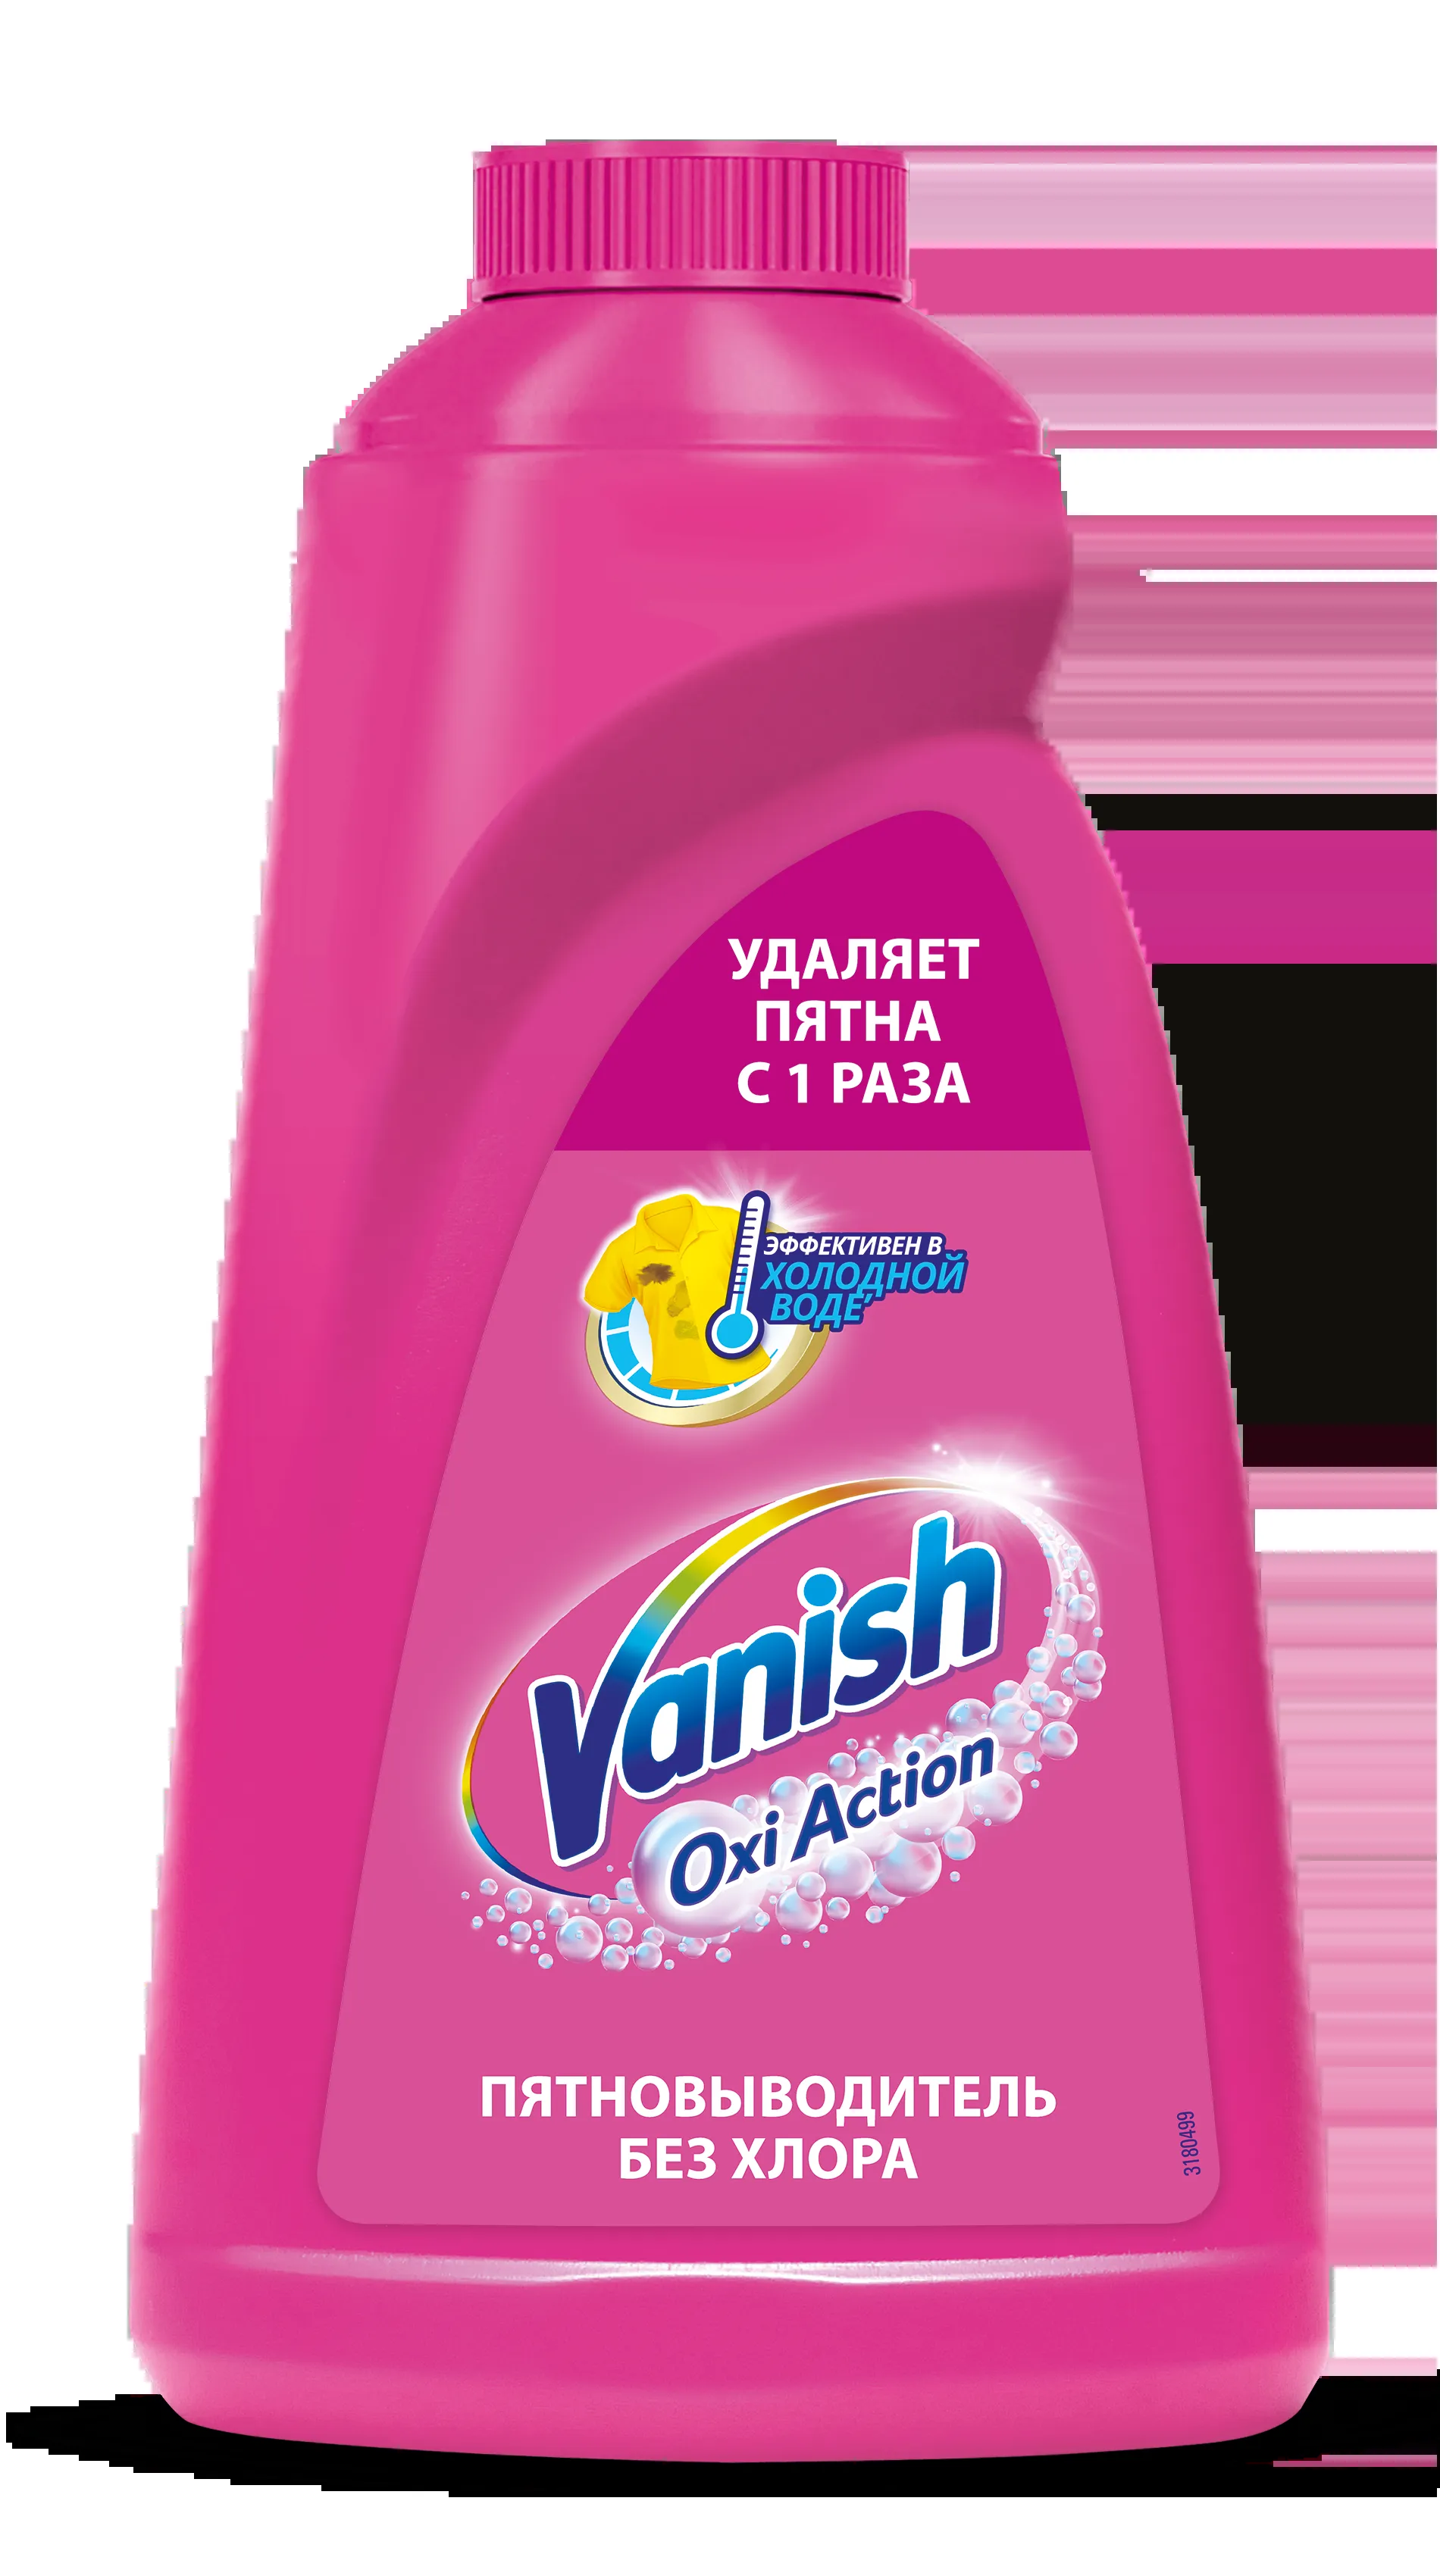 УДАЛЯЕТ
ПЯТНА
С 1 РАЗА
ЭФФЕКТИВЕН В
ХОЛОДНОЙ
ВОДЕ
Vanish
Oxi Action
ПЯТНОВЫВОДИТЕЛЬ
БЕЗ ХЛОРА
3180499